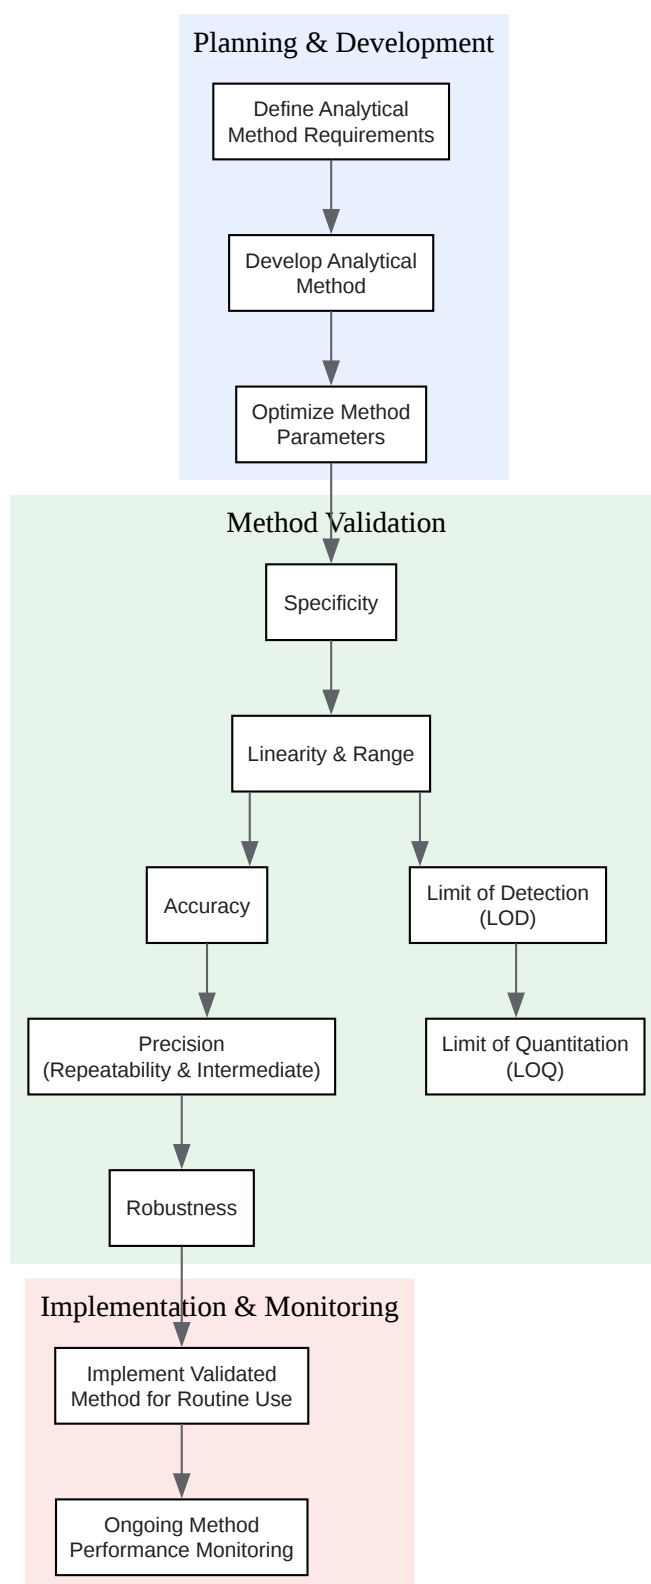 Planning & Development
Define Analytical
Method Requirements
Develop Analytical
Method
Optimize Method
Parameters
Method Validation
Specificity
Linearity & Range
Accuracy
Limit of Detection
(LOD)
Precision
(Repeatability & Intermediate)
Limit of Quantitation
(LOQ)
Robustness
Implementation & Monitoring
Implement Validated
Method for Routine Use
Ongoing Method
Performance Monitoring